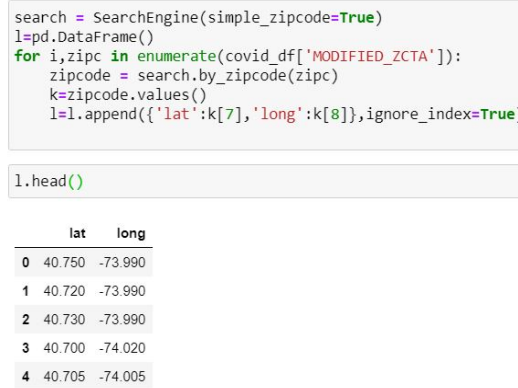 search = SearchEngine(simple_zipcode=True)
l=pd.DataFrame()
for i,zipc in enumerate(covid_df['MODIFIED_ZCTA']):
    zipcode = search.by_zipcode(zipc)
    k=zipcode.values()
    l=l.append({'lat':k[7],'long':k[8]},ignore_index=True)
l.head()
lat long
0 40.750 -73.990
1 40.720 -73.990
2 40.730 -73.990
3 40.700 -74.020
4 40.705 -74.005